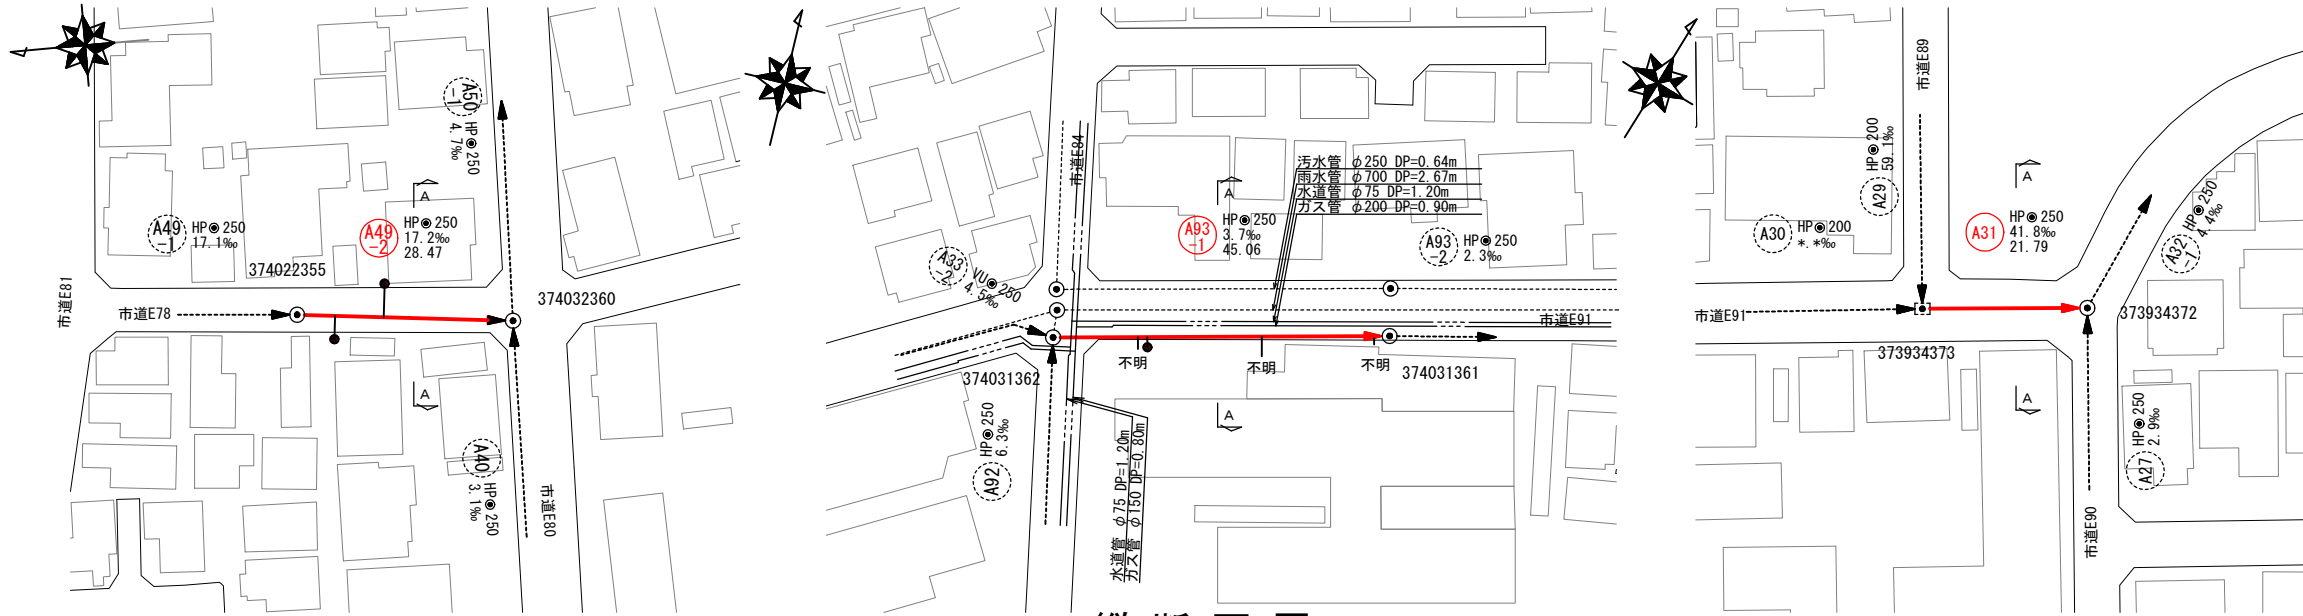 A50
-1
HP◉250
4.7‰
A49
-1
HP◉250
17.1‰
A
A49
-2
HP◉250
17.2‰
28.47
374022355
市道E81
市道E78
374032360
A
A40
HP◉250
3.1‰
市道E80
市道E84
汚水管 φ250 DP=0.64m
雨水管 φ700 DP=2.67m
水道管 φ75 DP=1.20m
ガス管 φ200 DP=0.90m
A
A93
-1
HP◉250
3.7‰
45.06
A93
-2
HP◉250
2.3‰
A33
-2
VU◉250
4.5‰
市道E91
不明
不明
不明
374031362
374031361
A
A92
HP◉250
6.3‰
水道管 φ75 DP=1.20m
ガス管 φ150 DP=0.80m
市道E89
HP◉200
59.1‰
A29
A
A30
HP◉200
*.*‰
A31
HP◉250
41.8‰
21.79
A32
-1
HP◉250
4.4‰
市道E91
373934372
373934373
A
A27
HP◉250
2.9‰
市道E90